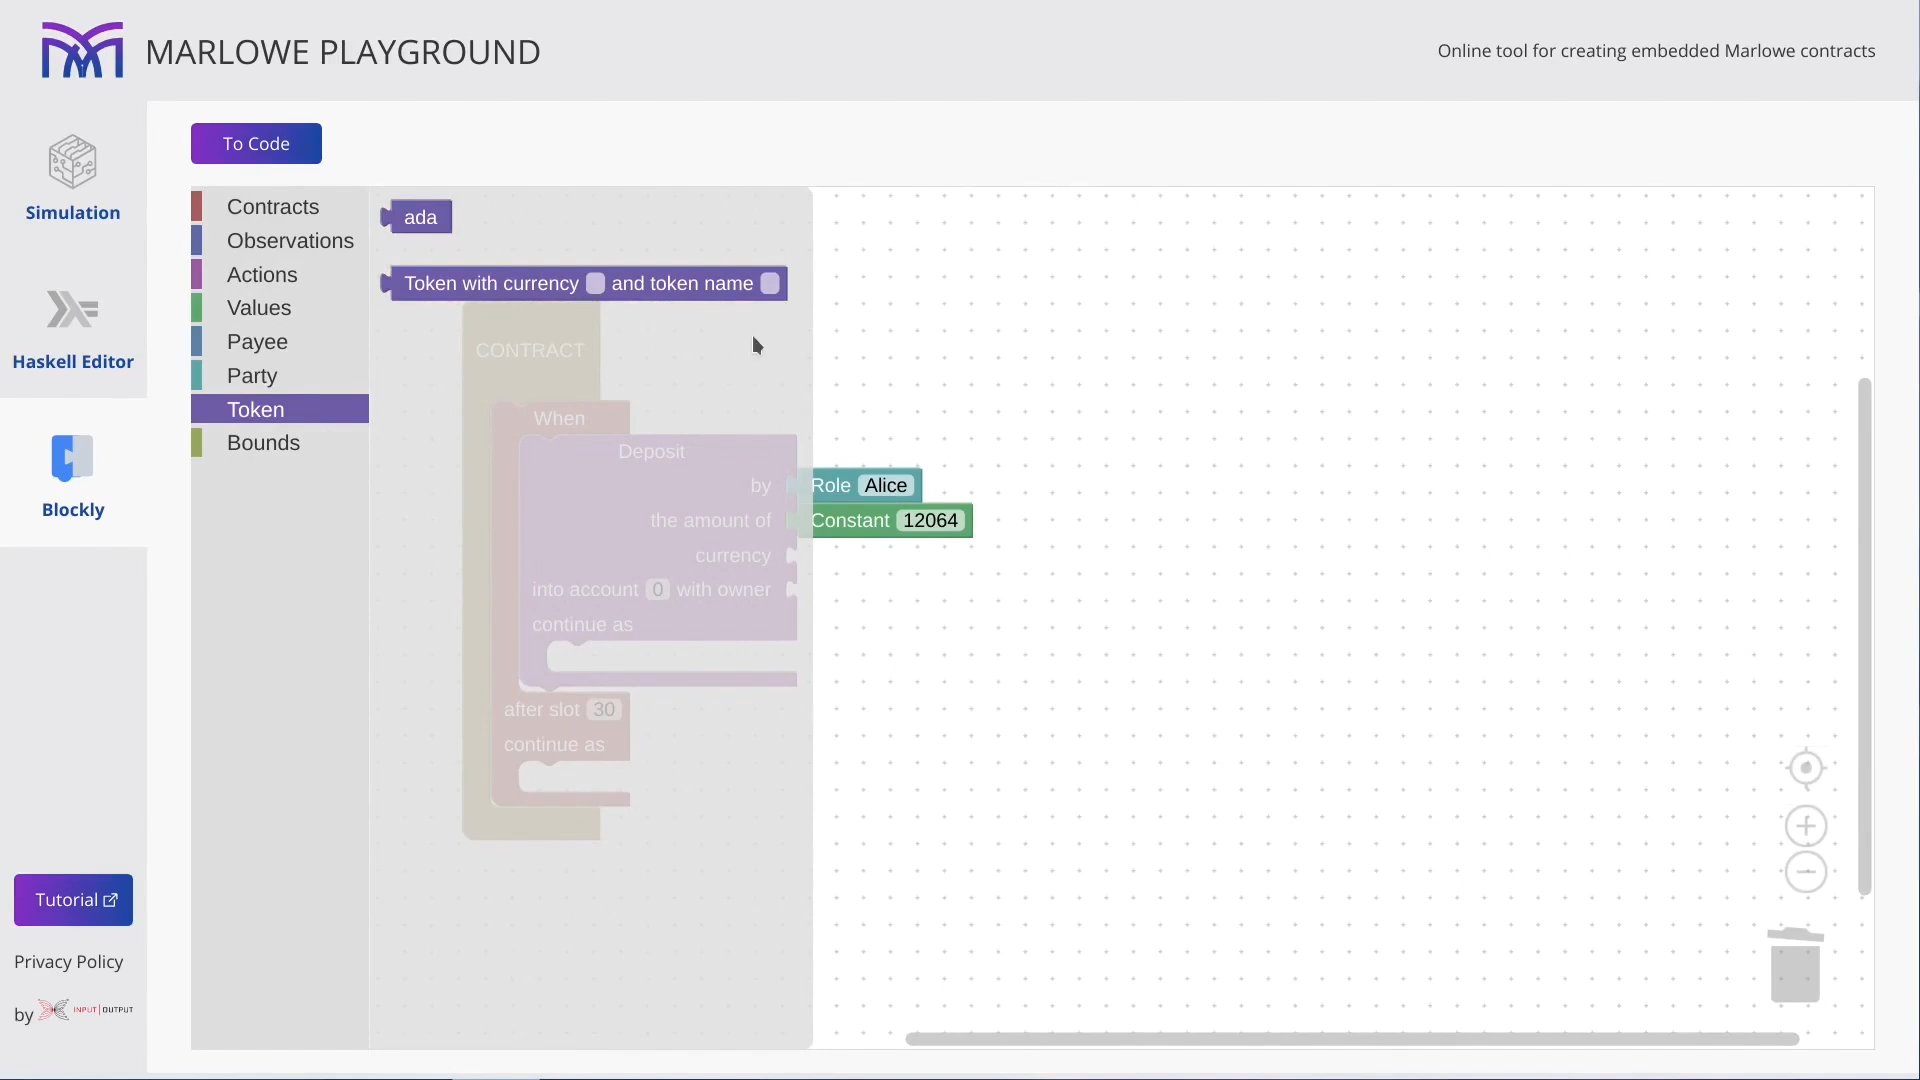 MARLOWE PLAYGROUND
Online tool for creating embedded Marlowe contracts
To Code
Simulation
Haskell Editor
Blockly
Tutorial
Privacy Policy
by INPUT | OUTPUT
Contracts
Observations
Actions
Values
Payee
Party
Token
Bounds
ada
Token with currency and token name
CONTRACT
When
Deposit
by Role Alice
the amount of Constant 12064
currency
into account 0 with owner
continue as
after slot 30
continue as